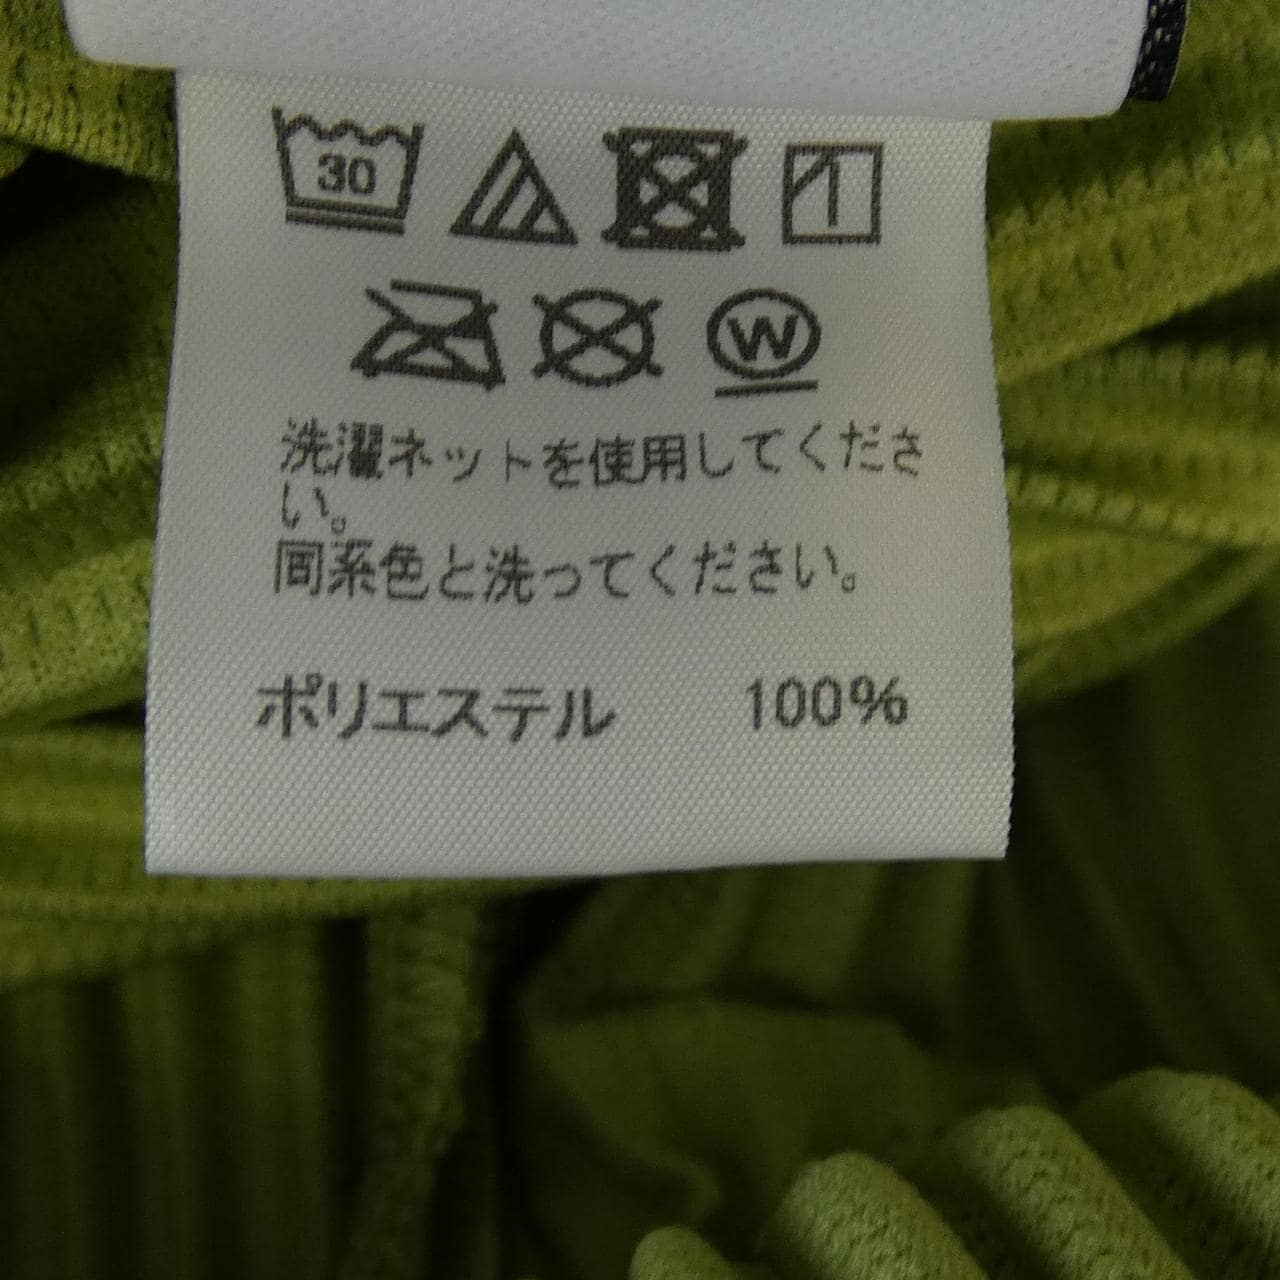 30
W
洗濯ネットを使用してくださ
い。
同系色と洗ってください。
ポリエステル 100%